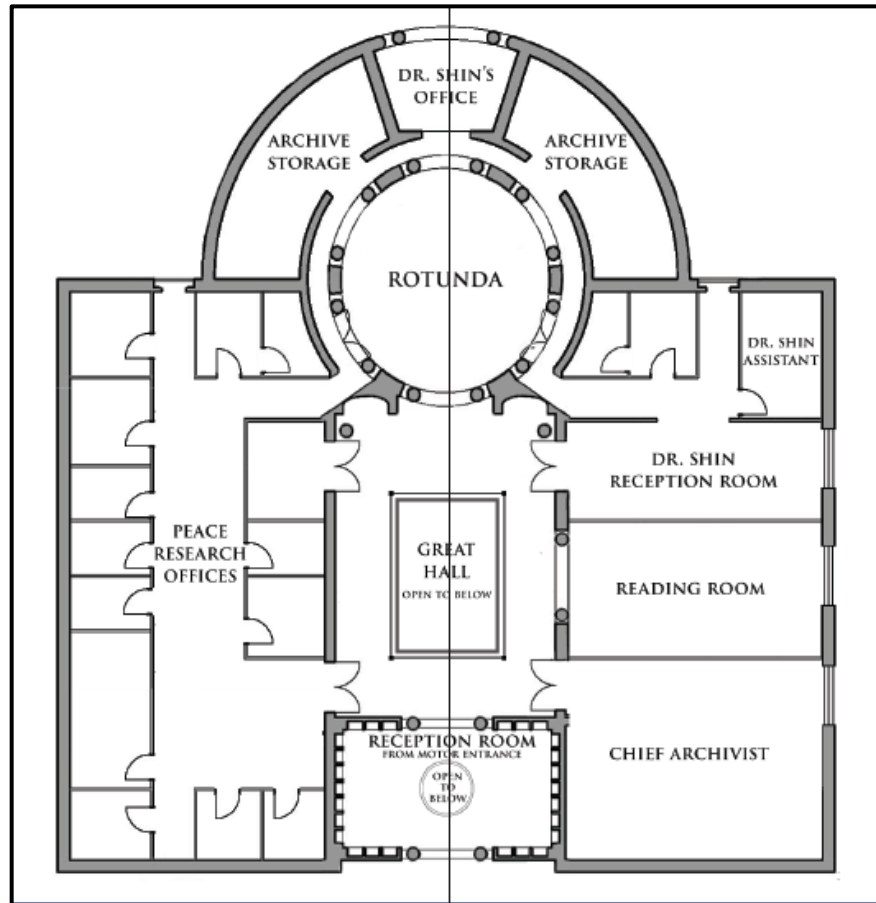 DR. SHIN'S
OFFICE
ARCHIVE
STORAGE
ARCHIVE
STORAGE
ROTUNDA
DR. SHIN
ASSISTANT
DR. SHIN
RECEPTION ROOM
PEACE
RESEARCH
OFFICES
GREAT
HALL
OPEN TO BELOW
READING ROOM
RECEPTION ROOM
FROM MOTOR ENTRANCE
OPEN
TO
BELOW
CHIEF ARCHIVIST